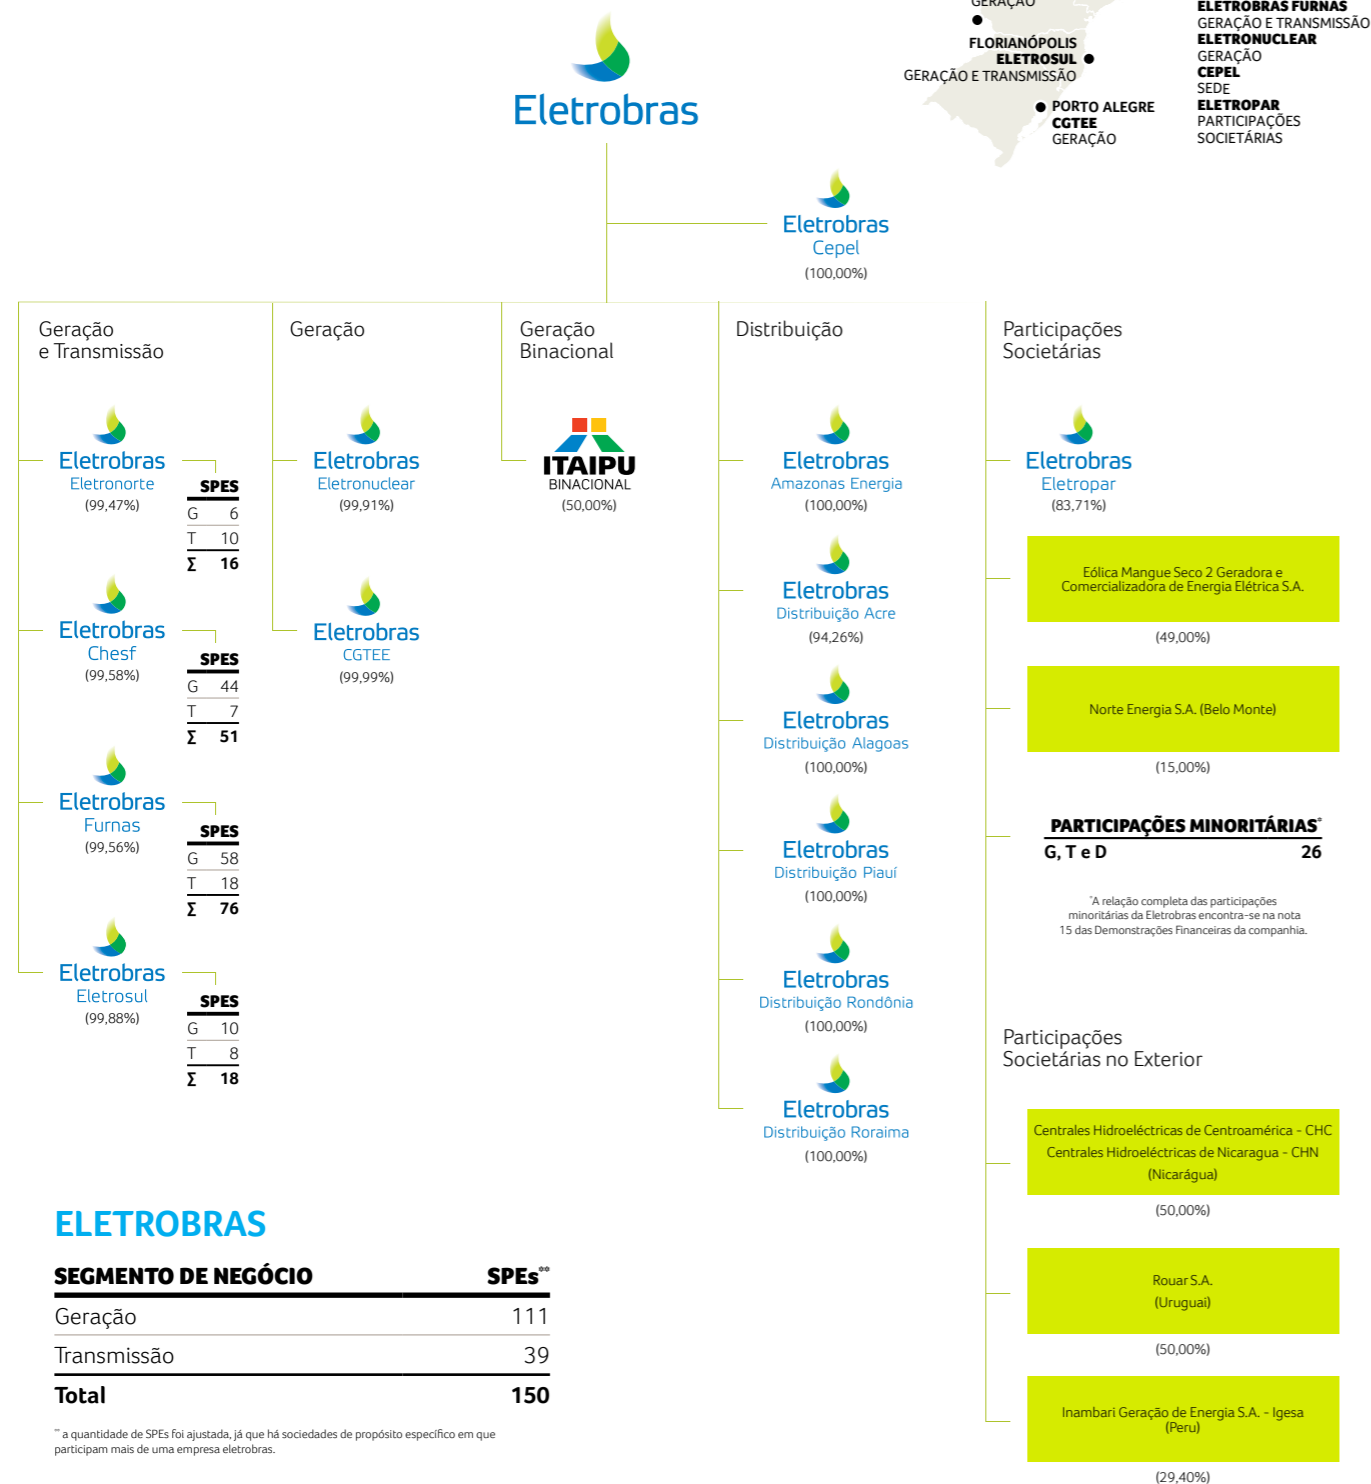 GERAÇÃO
FLORIANÓPOLIS
ELETROSUL
GERAÇÃO E TRANSMISSÃO
PORTO ALEGRE
CGTEE
GERAÇÃO
ELETROBRAS FURNAS
GERAÇÃO E TRANSMISSÃO
ELETRONUCLEAR
GERAÇÃO
CEPEL
SEDE
ELETROPAR
PARTICIPAÇÕES
SOCIETÁRIAS
Eletrobras
Eletrobras
Cepel
(100,00%)
Geração
e Transmissão
Eletrobras
Eletronorte
(99,47%)
SPES
G 6
T 10
Σ 16
Eletrobras
Chesf
(99,58%)
SPES
G 44
T 7
Σ 51
Eletrobras
Furnas
(99,56%)
SPES
G 58
T 18
Σ 76
Eletrobras
Eletrosul
(99,88%)
SPES
G 10
T 8
Σ 18
Geração
Eletrobras
Eletronuclear
(99,91%)
Eletrobras
CGTEE
(99,99%)
Geração
Binacional
ITAIPU
BINACIONAL
(50,00%)
Distribuição
Eletrobras
Amazonas Energia
(100,00%)
Eletrobras
Distribuição Acre
(94,26%)
Eletrobras
Distribuição Alagoas
(100,00%)
Eletrobras
Distribuição Piauí
(100,00%)
Eletrobras
Distribuição Rondônia
(100,00%)
Eletrobras
Distribuição Roraima
(100,00%)
Participações
Societárias
Eletrobras
Eletropar
(83,71%)
Eólica Mangue Seco 2 Geradora e
Comercializadora de Energia Elétrica S.A.
(49,00%)
Norte Energia S.A. (Belo Monte)
(15,00%)
PARTICIPAÇÕES MINORITÁRIAS*
G, T e D 26
*A relação completa das participações
minoritárias da Eletrobras encontra-se na nota
15 das Demonstrações Financeiras da companhia.
Participações
Societárias no Exterior
Centrales Hidroeléctricas de Centroamérica - CHC
Centrales Hidroeléctricas de Nicaragua - CHN
(Nicarágua)
(50,00%)
Rouar S.A.
(Uruguai)
(50,00%)
Inambari Geração de Energia S.A. - Igesa
(Peru)
(29,40%)
ELETROBRAS
SEGMENTO DE NEGÓCIO SPEs**
Geração 111
Transmissão 39
Total 150
** a quantidade de SPEs foi ajustada, já que há sociedades de propósito específico em que
participam mais de uma empresa eletrobras.